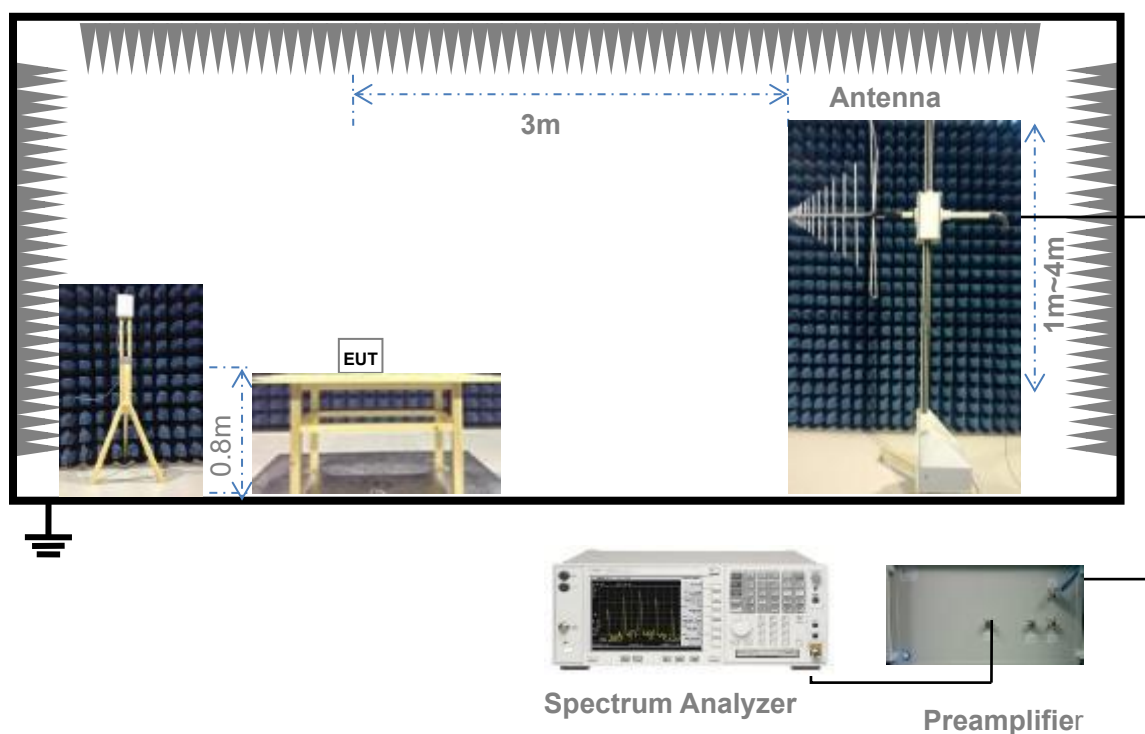 Antenna
3m
1m~4m
EUT
0.8m
Spectrum Analyzer
Preamplifier